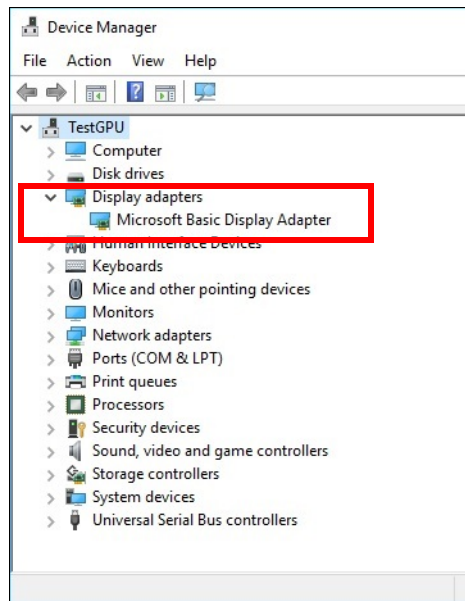 Device Manager
File Action View Help
TestGPU
Computer
Disk drives
Display adapters
Microsoft Basic Display Adapter
Human Interface Devices
Keyboards
Mice and other pointing devices
Monitors
Network adapters
Ports (COM & LPT)
Print queues
Processors
Security devices
Sound, video and game controllers
Storage controllers
System devices
Universal Serial Bus controllers